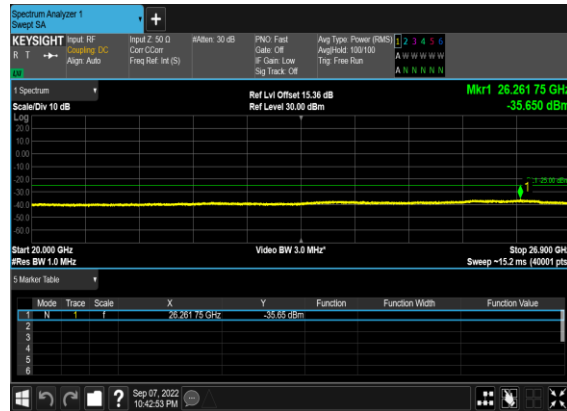 Spectrum Analyzer 1
Swept SA
+
KEYSIGHT Input: RF Input Z: 50 Ω #Atten: 30 dB PNO: Fast Avg Type: Power (RMS) 1 2 3 4 5 6
R T Coupling: DC Corr CCorr Gate: Off Avg|Hold: 100/100 A W W W W W
Align: Auto Freq Ref: Int (S) IF Gain: Low Trig: Free Run
Sig Track: Off A N N N N N
1 Spectrum Ref Lvl Offset 15.36 dB Mkr1 26.261 75 GHz
Scale/Div 10 dB Ref Level 30.00 dBm -35.650 dBm
Log
20.0
10.0
0.00
-10.0
-20.0
-25.00 dBm
1
-30.0
-40.0
-50.0
-60.0
Start 20.000 GHz Video BW 3.0 MHz* Stop 26.900 GHz
#Res BW 1.0 MHz Sweep ~15.2 ms (40001 pts)
5 Marker Table
Mode Trace Scale X Y Function Function Width Function Value
1 N 1 f 26.261 75 GHz -35.65 dBm
2
3
4
5
6
? Sep 07, 2022
10:42:53 PM